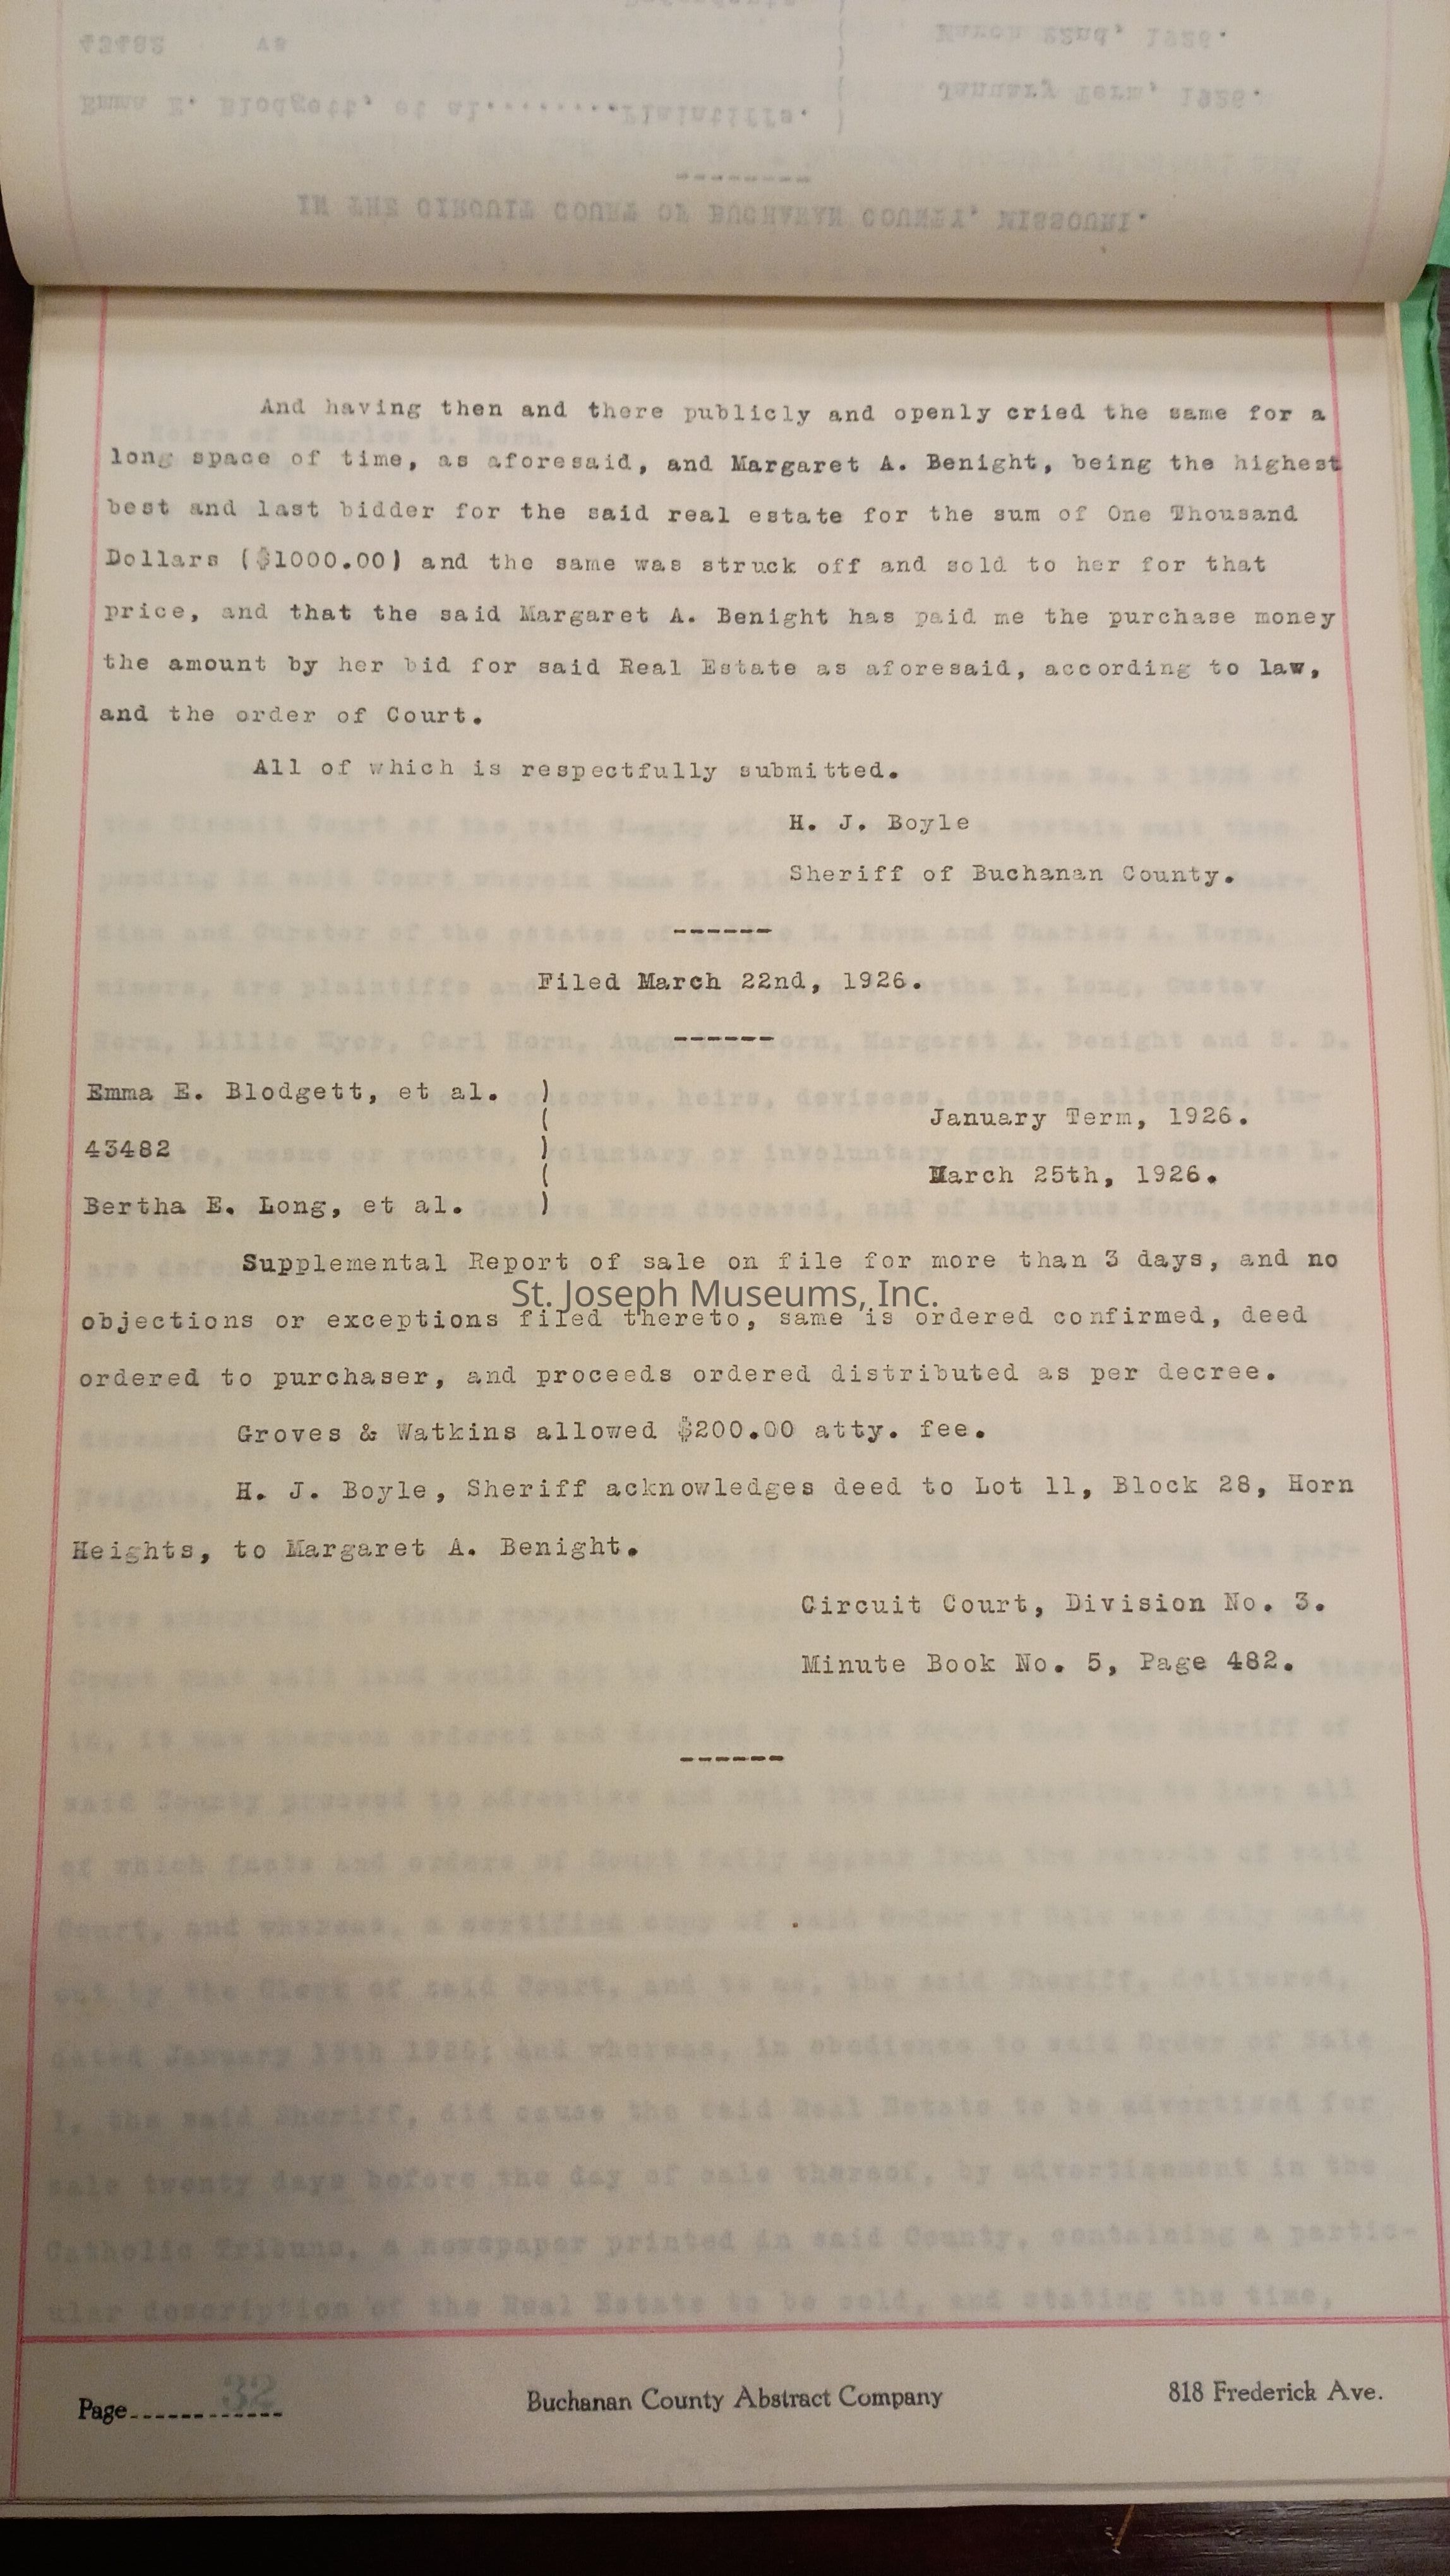 And having then and there publicly and openly cried the same for a
long space of time, as aforesaid, and Margaret A. Benight, being the highest
best and last bidder for the said real estate for the sum of One Thousand
Dollars ($1000.00) and the same was struck off and sold to her for that
price, and that the said Margaret A. Benight has paid me the purchase money
the amount by her bid for said Real Estate as aforesaid, according to law,
and the order of Court.
All of which is respectfully submitted.
H. J. Boyle
Sheriff of Buchanan County.
------
Filed March 22nd, 1926.
------
Emma E. Blodgett, et al. )
( January Term, 1926.
43482 )
( March 25th, 1926.
Bertha E. Long, et al. )
Supplemental Report of sale on file for more than 3 days, and no
St. Joseph Museums, Inc.
objections or exceptions filed thereto, same is ordered confirmed, deed
ordered to purchaser, and proceeds ordered distributed as per decree.
Groves & Watkins allowed $200.00 atty. fee.
H. J. Boyle, Sheriff acknowledges deed to Lot 11, Block 28, Horn
Heights, to Margaret A. Benight.
Circuit Court, Division No. 3.
Minute Book No. 5, Page 482.
------
Page 32
Buchanan County Abstract Company
818 Frederick Ave.